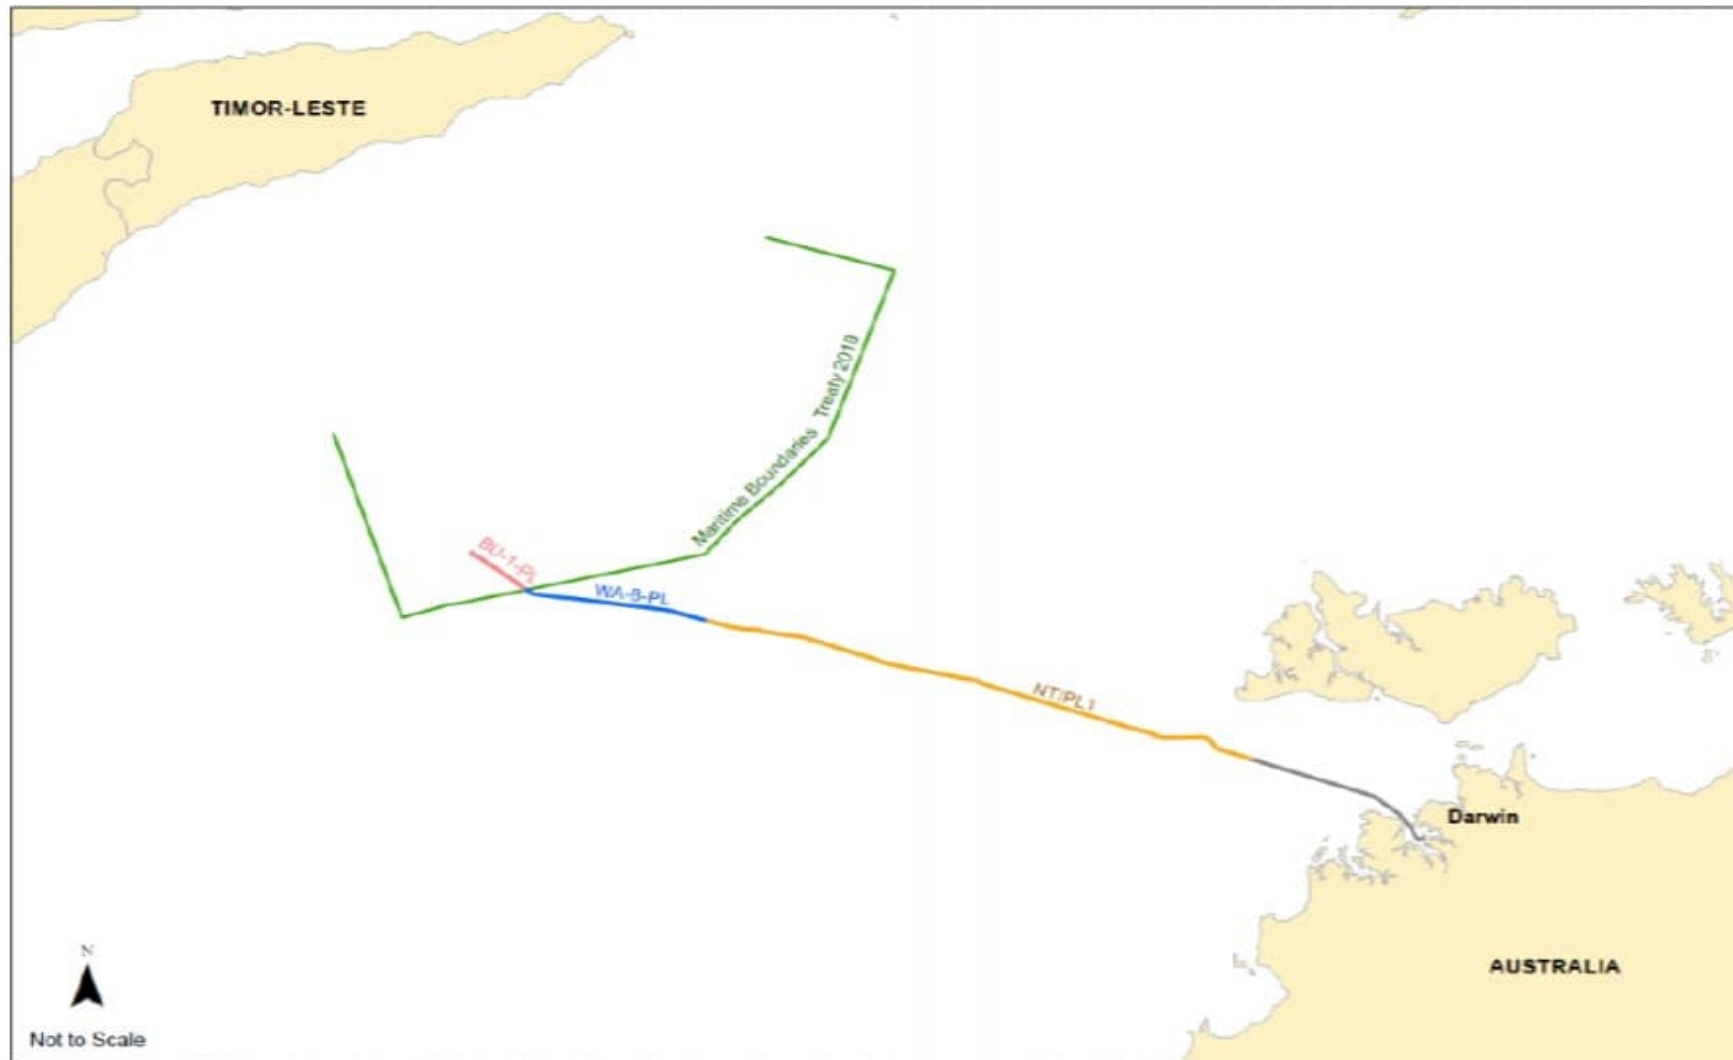 TIMOR-LESTE
Maritime Boundaries Treaty 2018
BU-1-PL
WA-8-PL
NT/PL1
Darwin
AUSTRALIA
N
Not to Scale